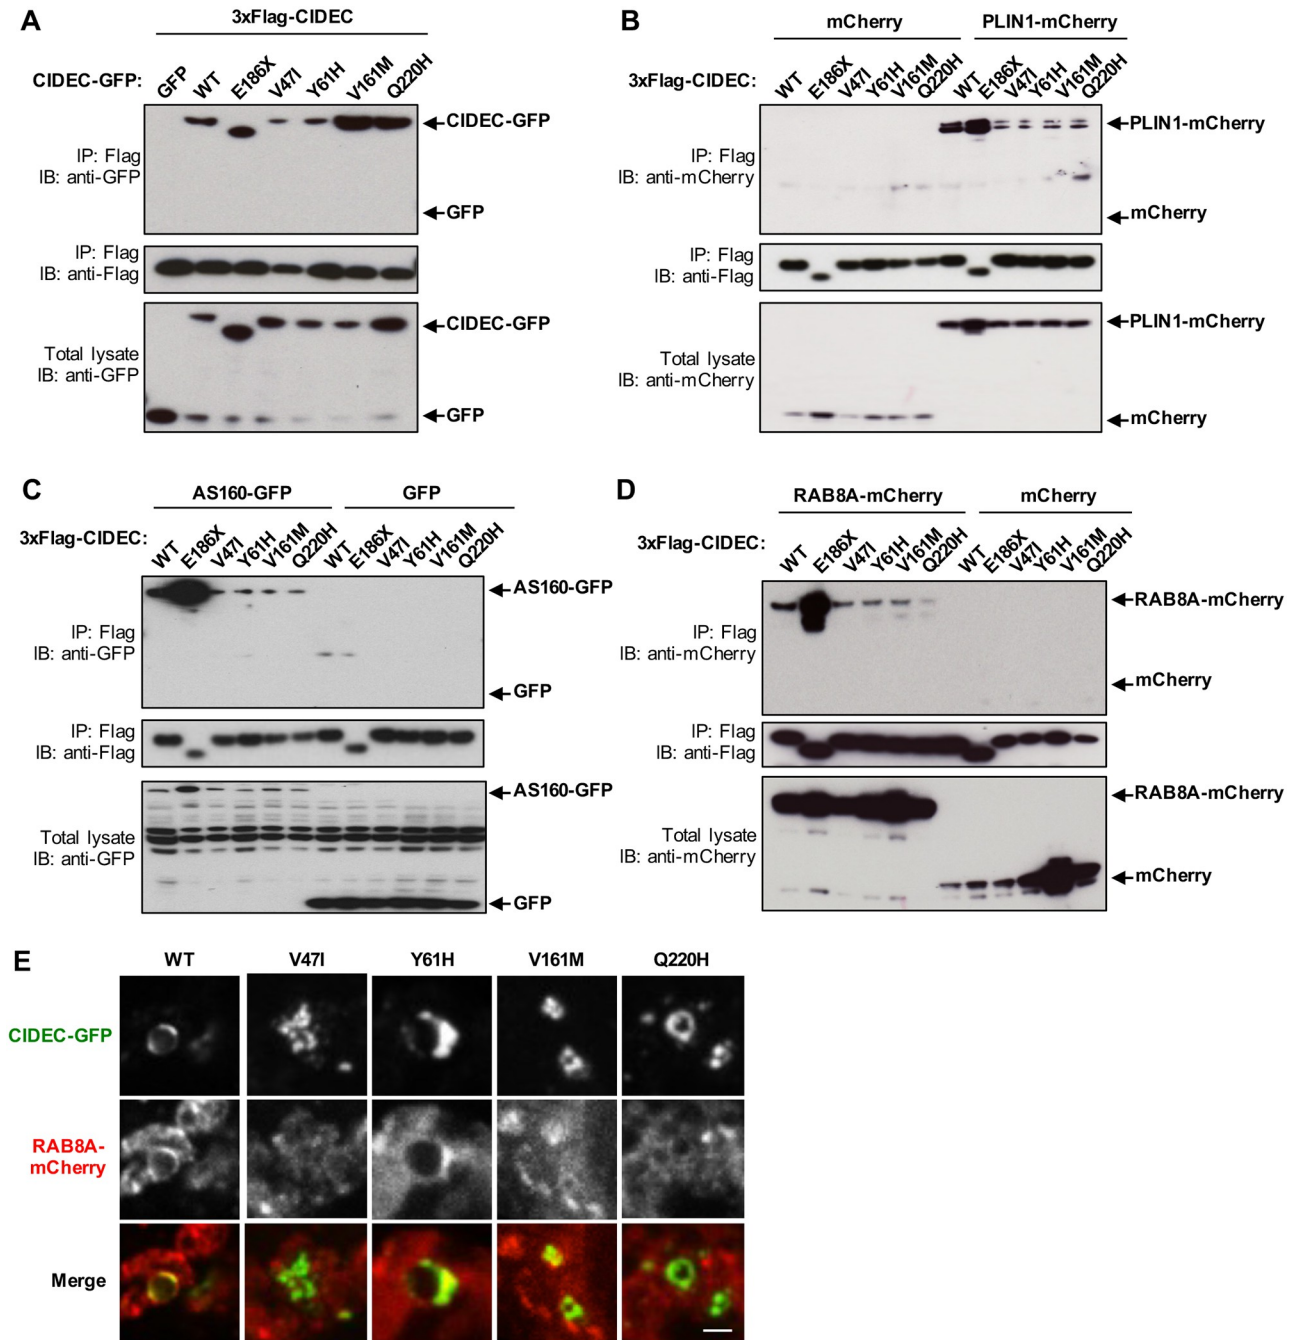 A
3xFlag-CIDEC
CIDEC-GFP:
GFP
WT
E186X
V47I
Y61H
V161M
Q220H
IP: Flag
IB: anti-GFP
CIDEC-GFP
GFP
IP: Flag
IB: anti-Flag
Total lysate
IB: anti-GFP
CIDEC-GFP
GFP
B
mCherry
PLIN1-mCherry
3xFlag-CIDEC:
WT
E186X
V47I
Y61H
V161M
Q220H
WT
E186X
V47I
Y61H
V161M
Q220H
IP: Flag
IB: anti-mCherry
PLIN1-mCherry
mCherry
IP: Flag
IB: anti-Flag
Total lysate
IB: anti-mCherry
PLIN1-mCherry
mCherry
C
AS160-GFP
GFP
3xFlag-CIDEC:
WT
E186X
V47I
Y61H
V161M
Q220H
WT
E186X
V47I
Y61H
V161M
Q220H
IP: Flag
IB: anti-GFP
AS160-GFP
GFP
IP: Flag
IB: anti-Flag
Total lysate
IB: anti-GFP
AS160-GFP
GFP
D
RAB8A-mCherry
mCherry
3xFlag-CIDEC:
WT
E186X
V47I
Y61H
V161M
Q220H
WT
E186X
V47I
Y61H
V161M
Q220H
IP: Flag
IB: anti-mCherry
RAB8A-mCherry
mCherry
IP: Flag
IB: anti-Flag
Total lysate
IB: anti-mCherry
RAB8A-mCherry
mCherry
E
WT
V47I
Y61H
V161M
Q220H
CIDEC-GFP
RAB8A-
mCherry
Merge